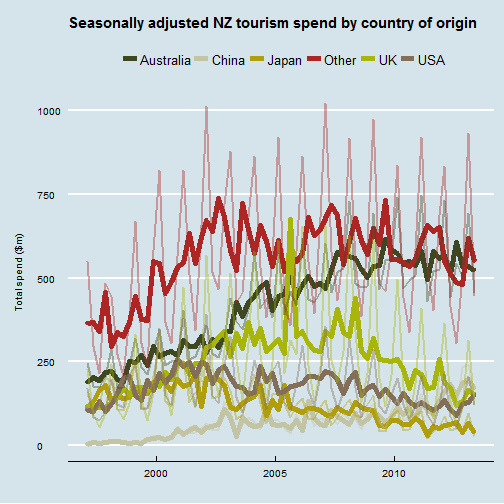 Seasonally adjusted NZ tourism spend by country of origin
Australia China Japan Other UK USA
1000
750
500
250
0
Total spend ($m)
2000 2005 2010